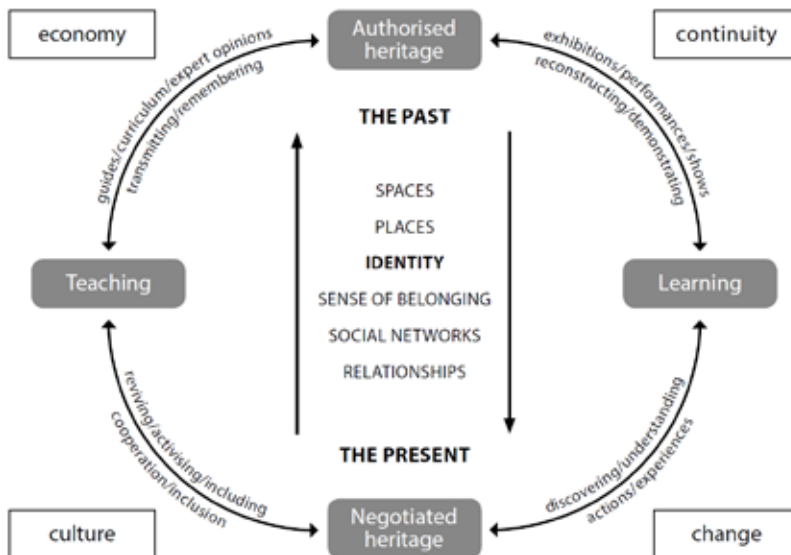 economy
Authorised
heritage
continuity
guides/curriculum/expert opinions
transmitting/remembering
exhibitions/performances/shows
reconstructing/demonstrating
THE PAST
SPACES
PLACES
IDENTITY
SENSE OF BELONGING
SOCIAL NETWORKS
RELATIONSHIPS
Teaching
Learning
THE PRESENT
reviving/activising/including
cooperation/inclusion
discovering/understanding
actions/experiences
culture
Negotiated
heritage
change